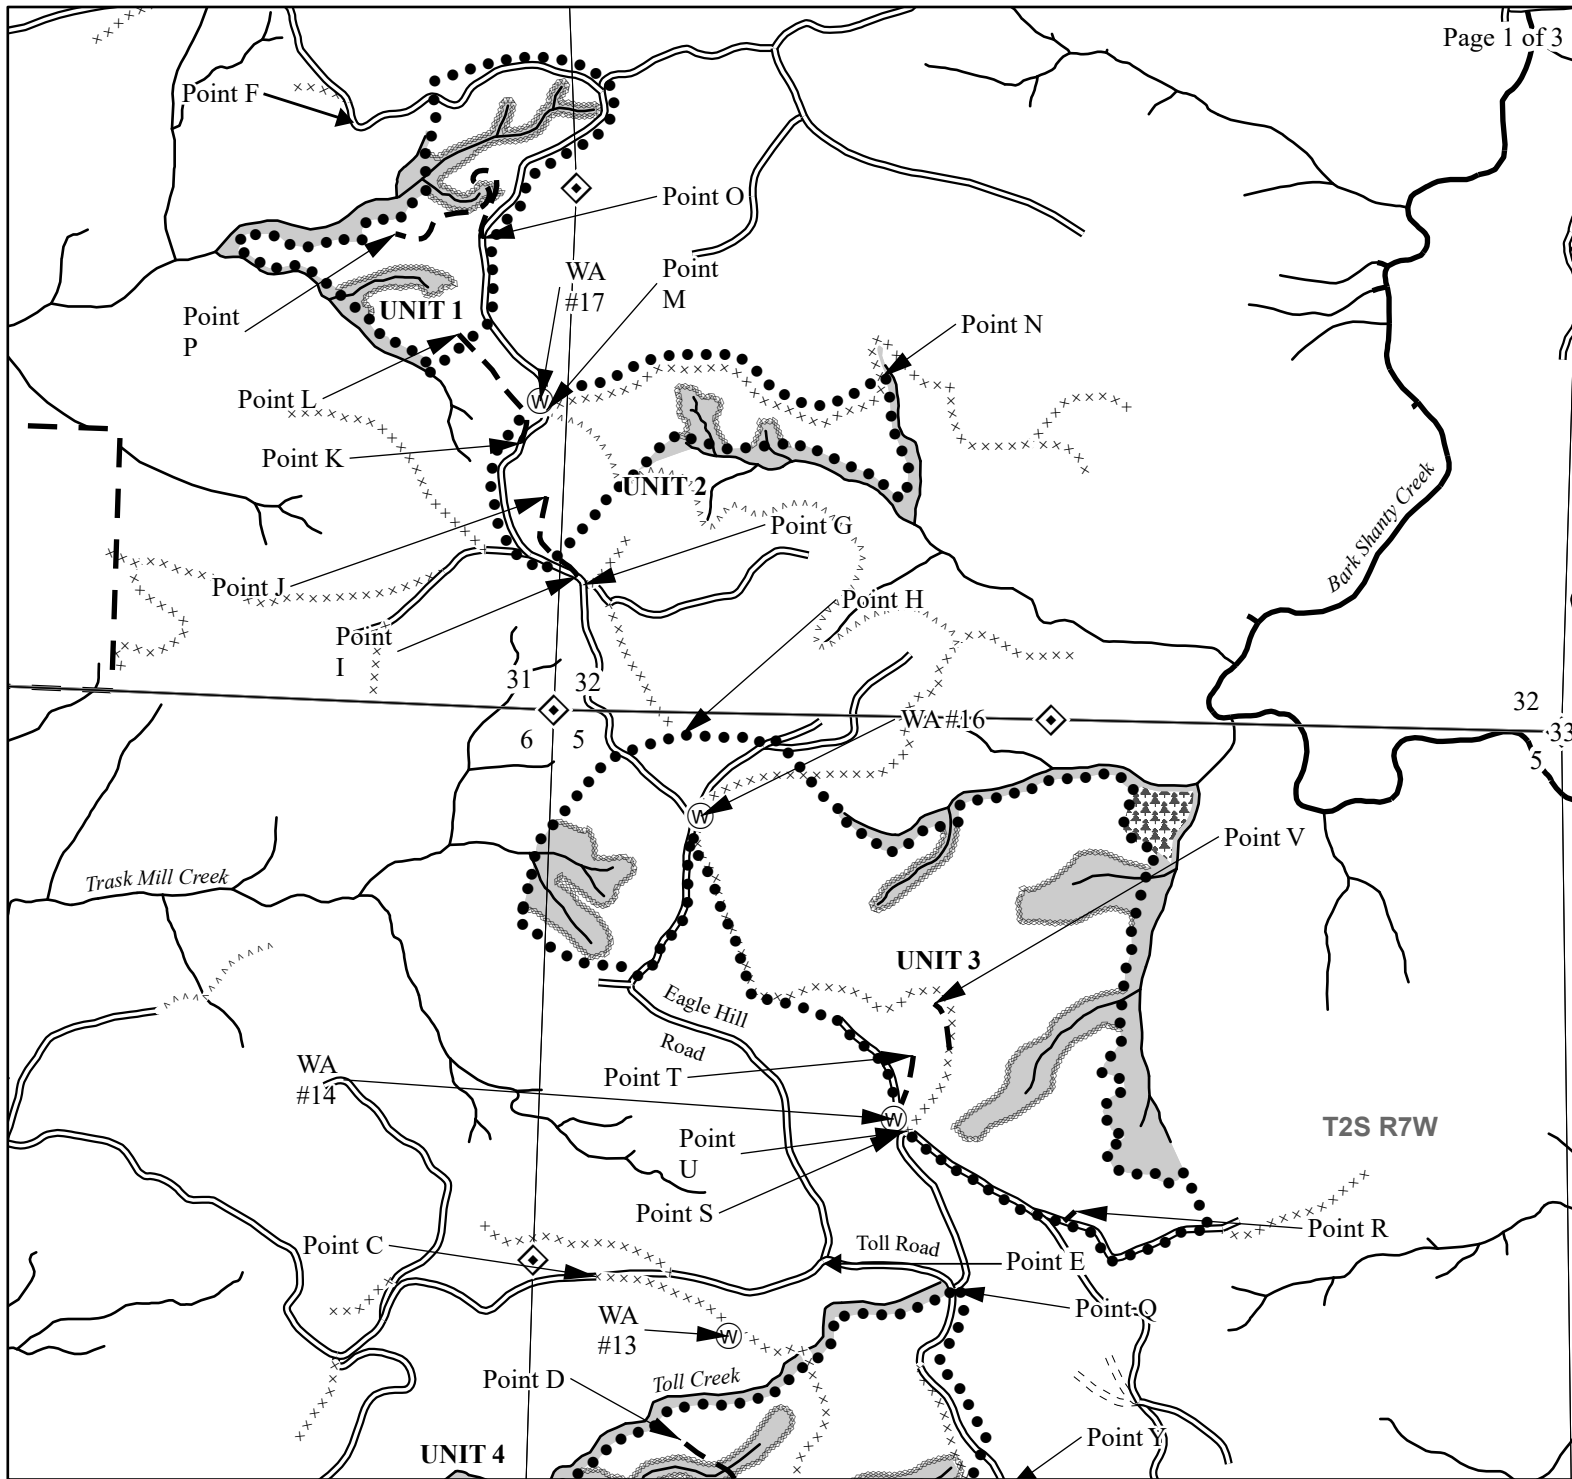 Page 1 of 3
Point F
Point O
WA
#17
Point
M
UNIT 1
Point
P
Point N
Point L
W
Point K
UNIT 2
Point G
Bark Shanty Creek
Point J
Point H
Point
I
31
32
WA #16
32
6
5
33
5
W
Point V
Trask Mill Creek
UNIT 3
Eagle Hill
Road
WA
#14
Point T
W
T2S R7W
Point
U
Point S
Point R
Point C
Toll Road
Point E
Point Q
WA
#13
W
Point D
Toll Creek
Point Y
UNIT 4